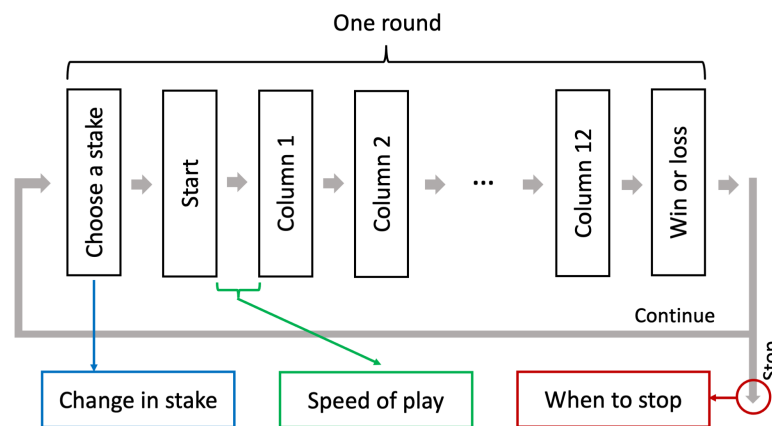 One round
Choose a stake
Start
Column 1
Column 2
...
Column 12
Win or loss
Continue
Stop
Change in stake
Speed of play
When to stop